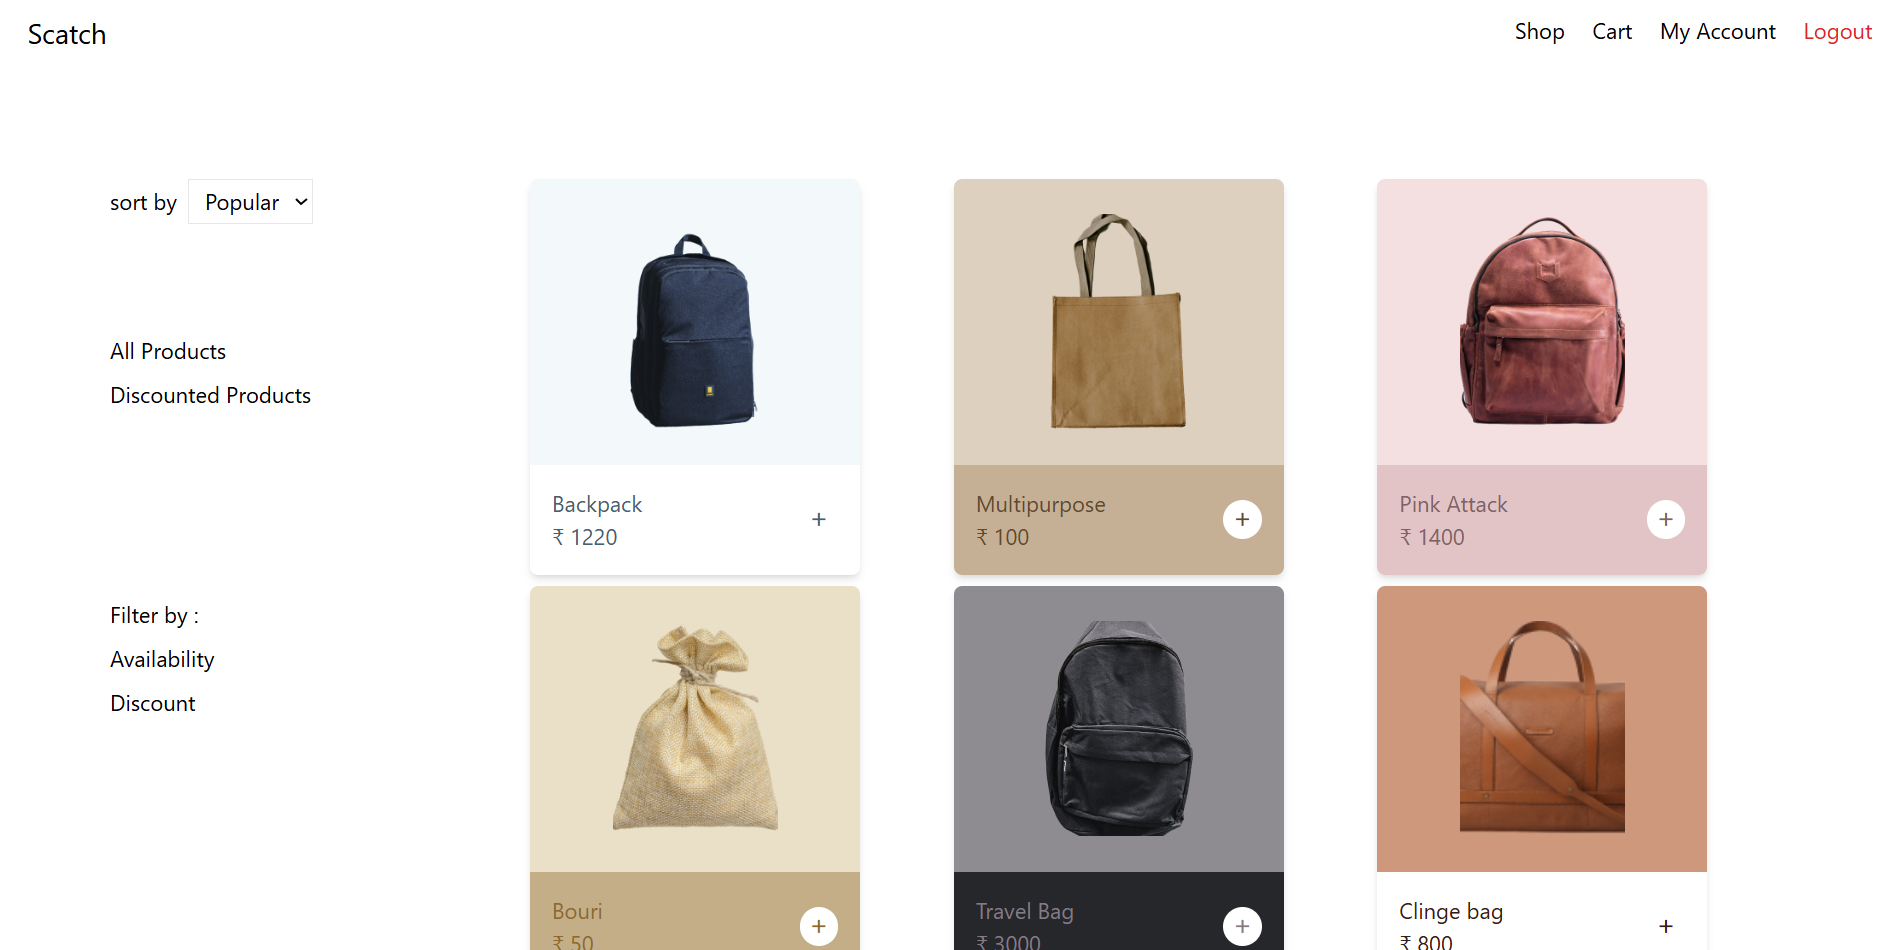 Scatch
Shop Cart My Account Logout
sort by Popular
All Products
Discounted Products
Filter by :
Availability
Discount
Backpack
₹ 1220
+
Multipurpose
₹ 100
+
Pink Attack
₹ 1400
+
Bouri
₹ 50
+
Travel Bag
₹ 3000
+
Clinge bag
₹ 800
+